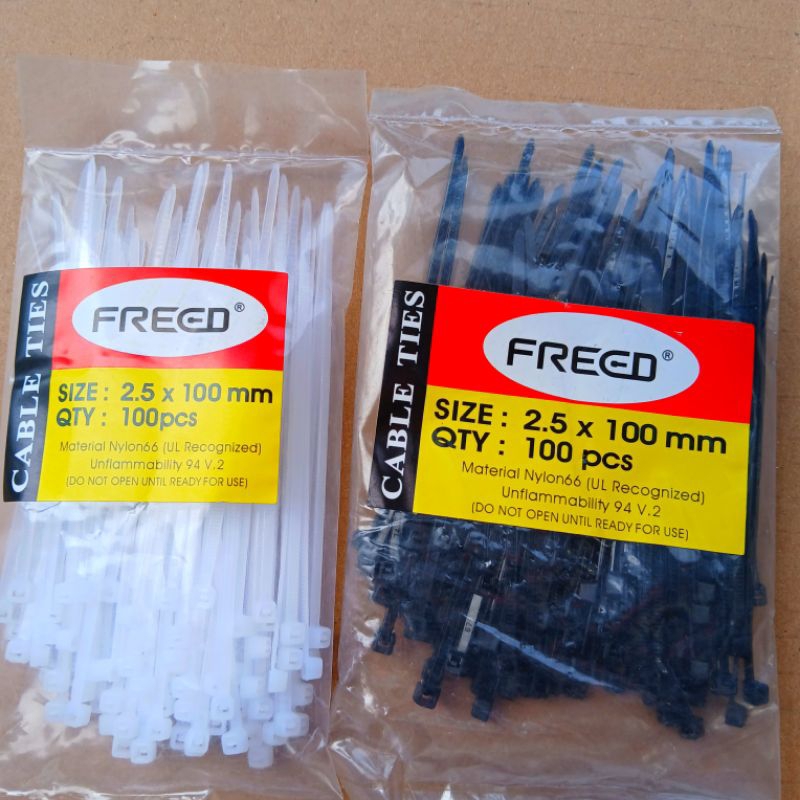 CABLE TIES
FREED®
SIZE : 2.5 x 100 mm
QTY : 100pcs
Material Nylon66 (UL Recognized)
Unflammability 94 V.2
(DO NOT OPEN UNTIL READY FOR USE)
CABLE TIES
FREED®
SIZE : 2.5 x 100 mm
QTY : 100 pcs
Material Nylon66 (UL Recognized)
Unflammability 94 V.2
(DO NOT OPEN UNTIL READY FOR USE)